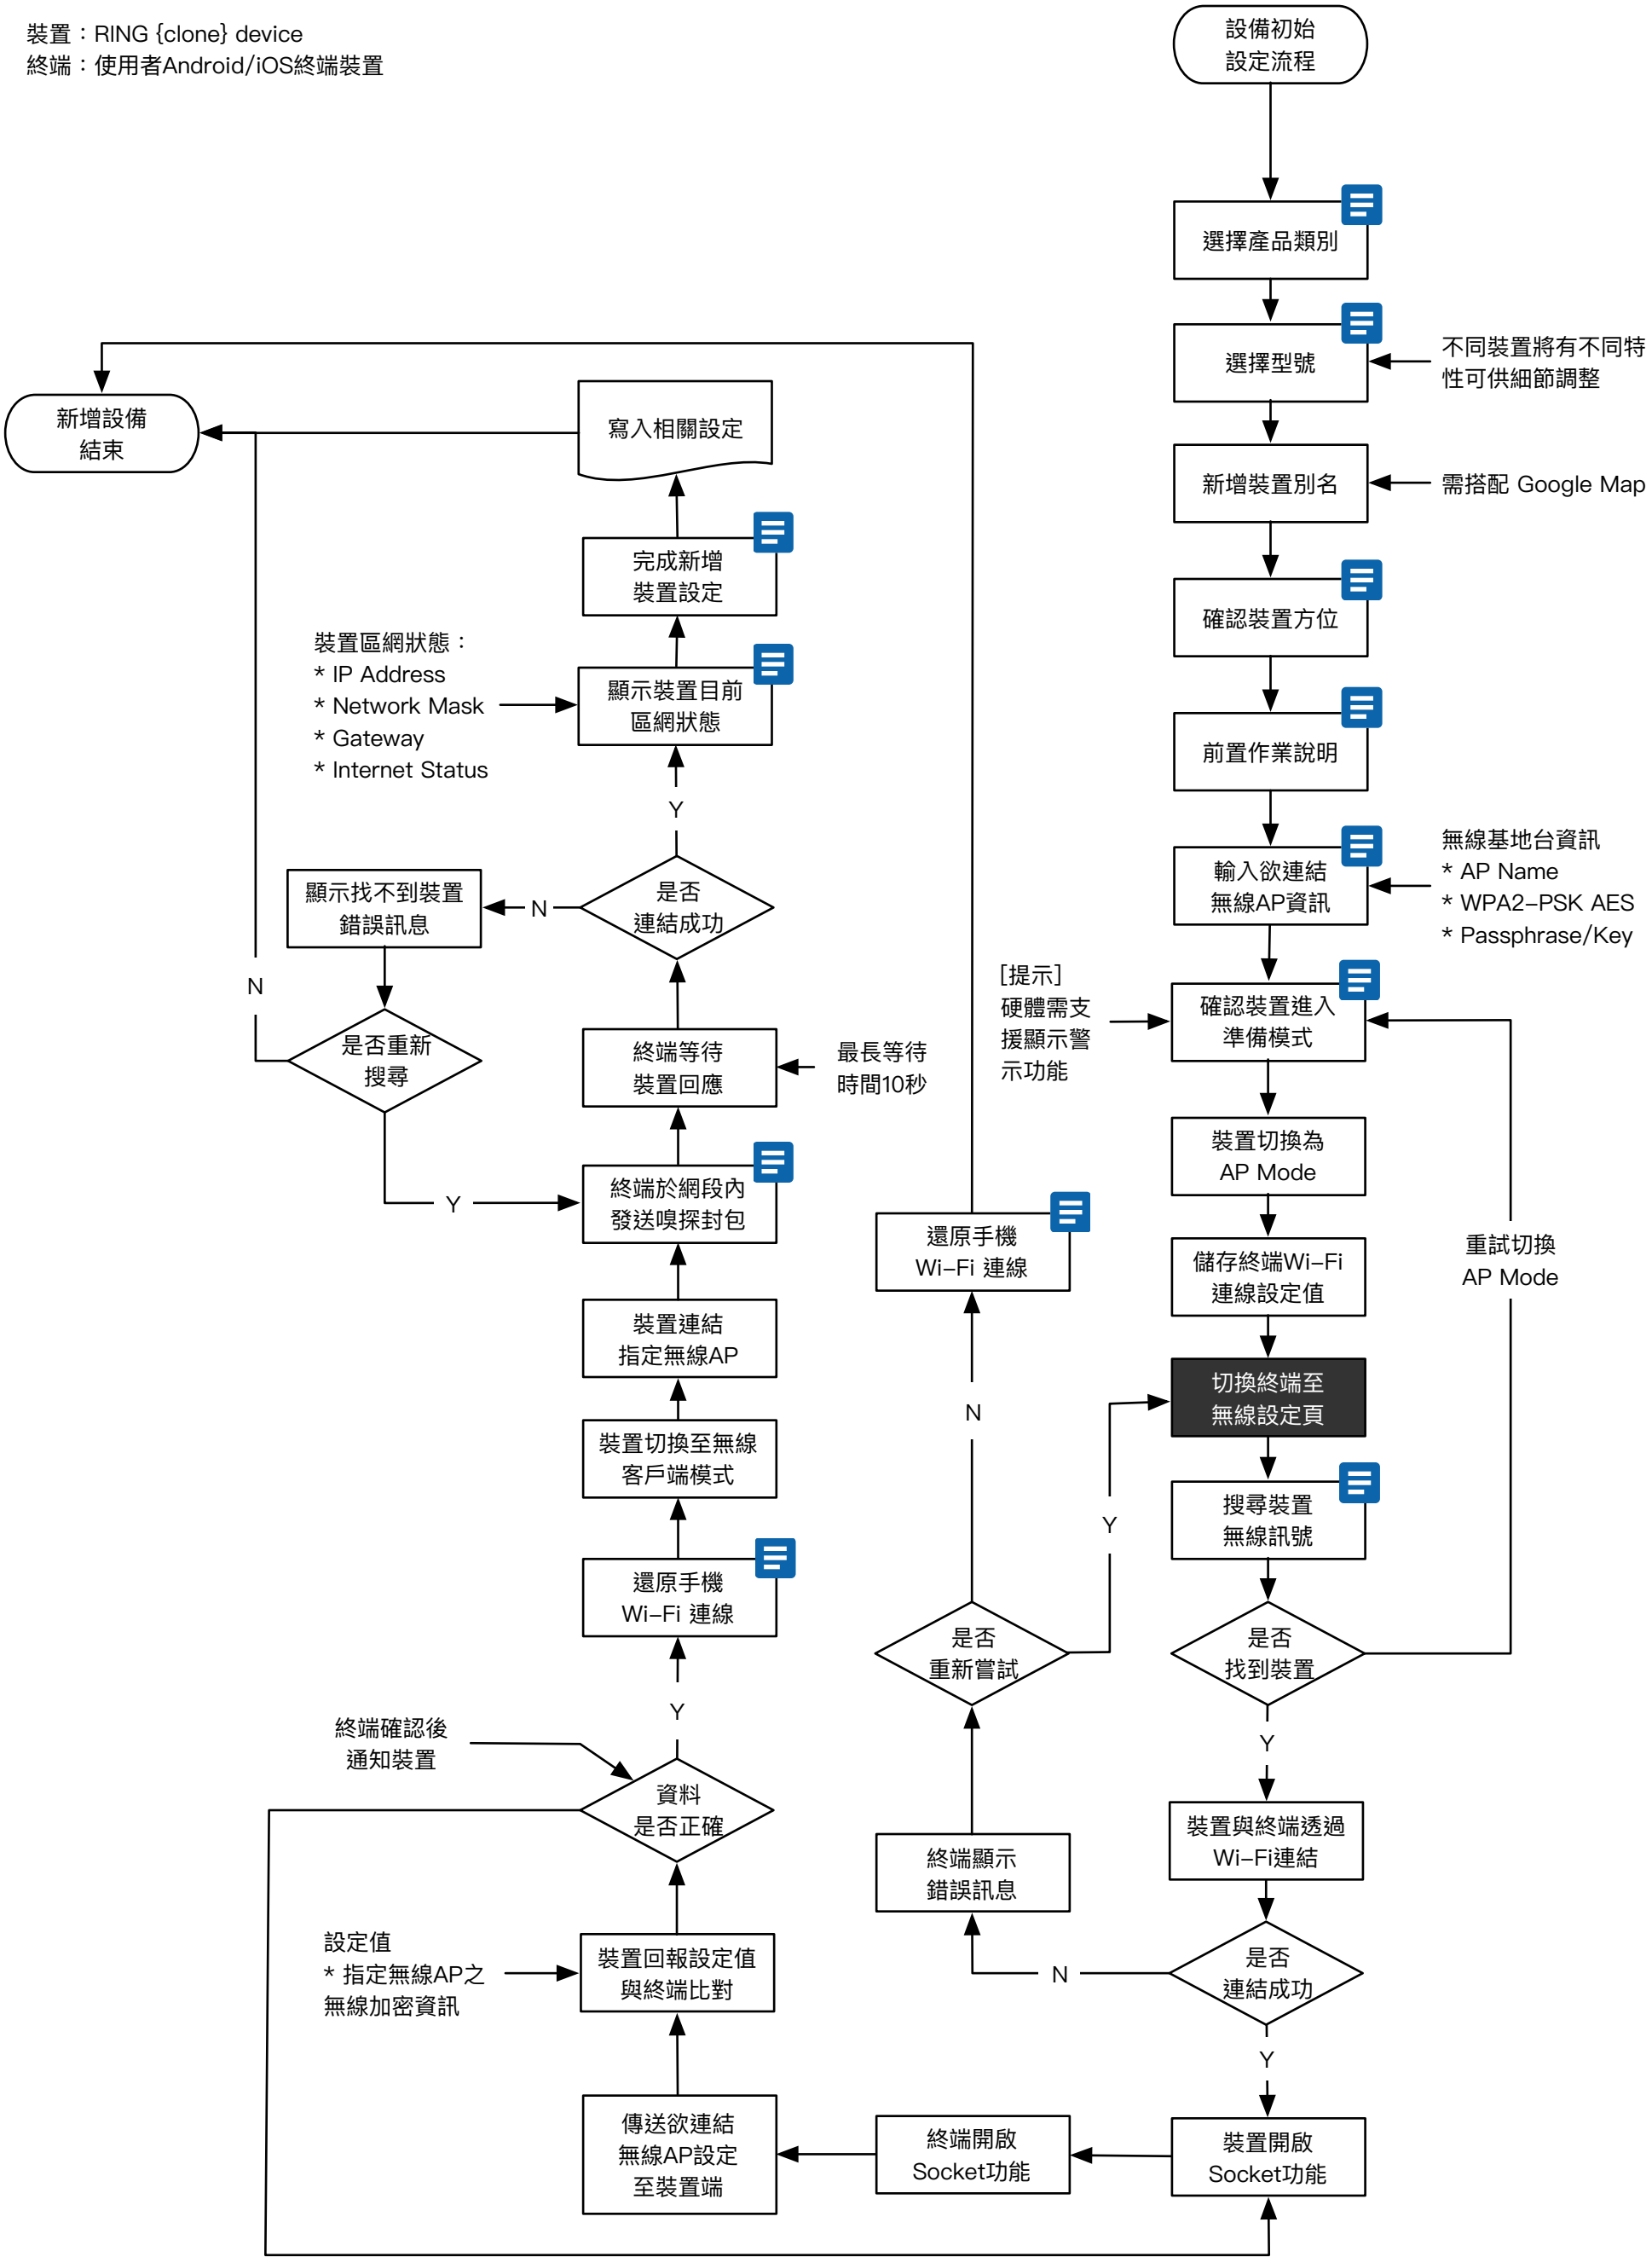 裝置：RING {clone} device
終端：使用者Android/iOS終端裝置
設備初始
設定流程
選擇產品類別
選擇型號
不同裝置將有不同特
性可供細節調整
新增裝置別名
需搭配 Google Map
確認裝置方位
前置作業說明
輸入欲連結
無線AP資訊
無線基地台資訊
* AP Name
* WPA2-PSK AES
* Passphrase/Key
[提示]
硬體需支
援顯示警
示功能
確認裝置進入
準備模式
裝置切換為
AP Mode
儲存終端Wi-Fi
連線設定值
切換終端至
無線設定頁
搜尋裝置
無線訊號
是否
找到裝置
重試切換
AP Mode
Y
裝置與終端透過
Wi-Fi連結
是否
連結成功
N
Y
終端顯示
錯誤訊息
是否
重新嘗試
Y
N
還原手機
Wi-Fi 連線
裝置開啟
Socket功能
終端開啟
Socket功能
傳送欲連結
無線AP設定
至裝置端
裝置回報設定值
與終端比對
設定值
* 指定無線AP之
無線加密資訊
資料
是否正確
終端確認後
通知裝置
Y
還原手機
Wi-Fi 連線
裝置切換至無線
客戶端模式
裝置連結
指定無線AP
終端於網段內
發送嗅探封包
終端等待
裝置回應
最長等待
時間10秒
是否
連結成功
N
顯示找不到裝置
錯誤訊息
是否重新
搜尋
Y
N
Y
顯示裝置目前
區網狀態
裝置區網狀態：
* IP Address
* Network Mask
* Gateway
* Internet Status
完成新增
裝置設定
寫入相關設定
新增設備
結束